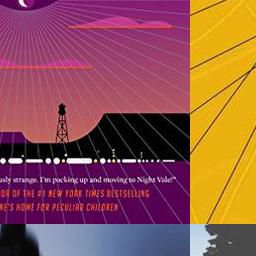 usly strange. I'm packing up and moving to Night Vale!"
OR OF THE #1 NEW YORK TIMES BESTSELLING
NE'S HOME FOR PECULIAR CHILDREN